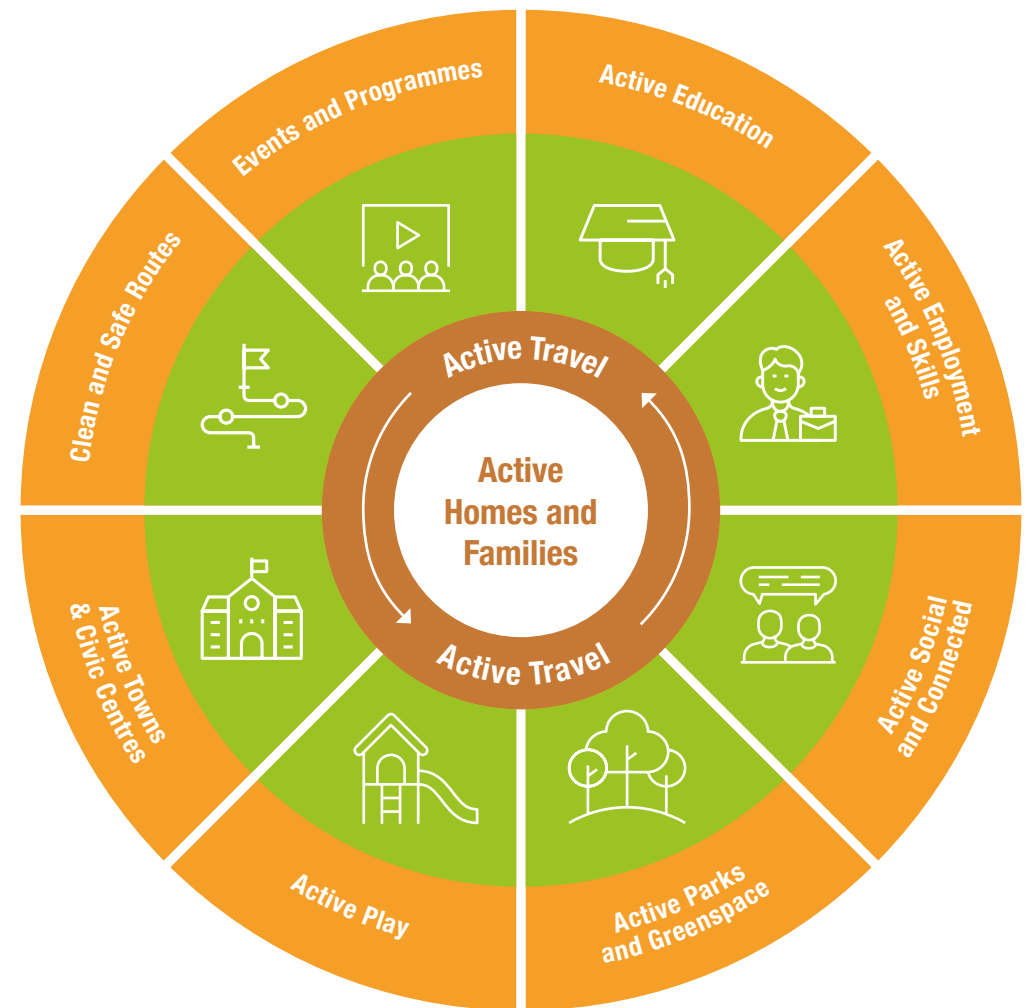 Events and Programmes
Active Education
Active Employment
and Skills
Active Social
and Connected
Active Parks
and Greenspace
Active Play
Active Towns
& Civic Centres
Clean and Safe Routes
Active Travel
Active
Homes and
Families
Active Travel